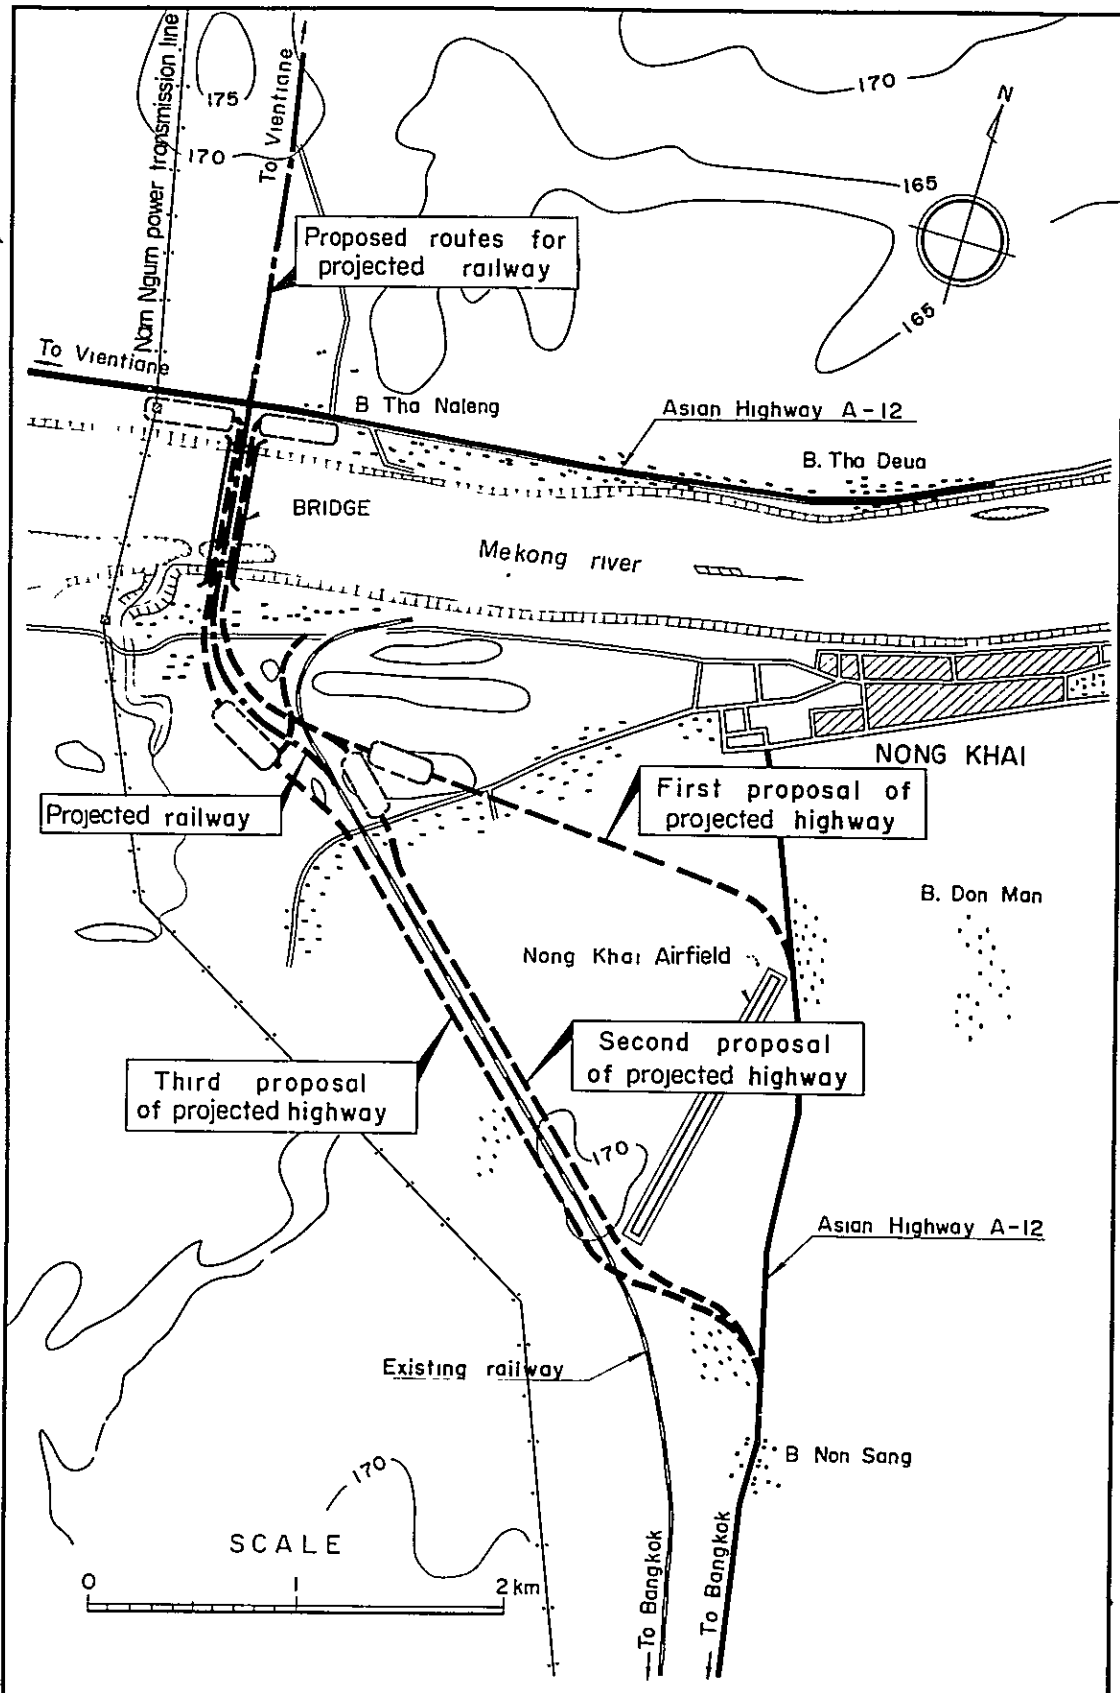 Nam Ngum power transmission line
To Vientiane
175
170
170
165
165
N
Proposed routes for
projected railway
To Vientiane
B Tha Naleng
Asian Highway A-12
B. Tha Deua
BRIDGE
Mekong river
NONG KHAI
Projected railway
First proposal of
projected highway
B. Don Man
Nong Khai Airfield
Second proposal
of projected highway
Third proposal
of projected highway
170
Asian Highway A-12
Existing railway
B Non Sang
170
SCALE
0
1
2 km
To Bangkok
To Bangkok